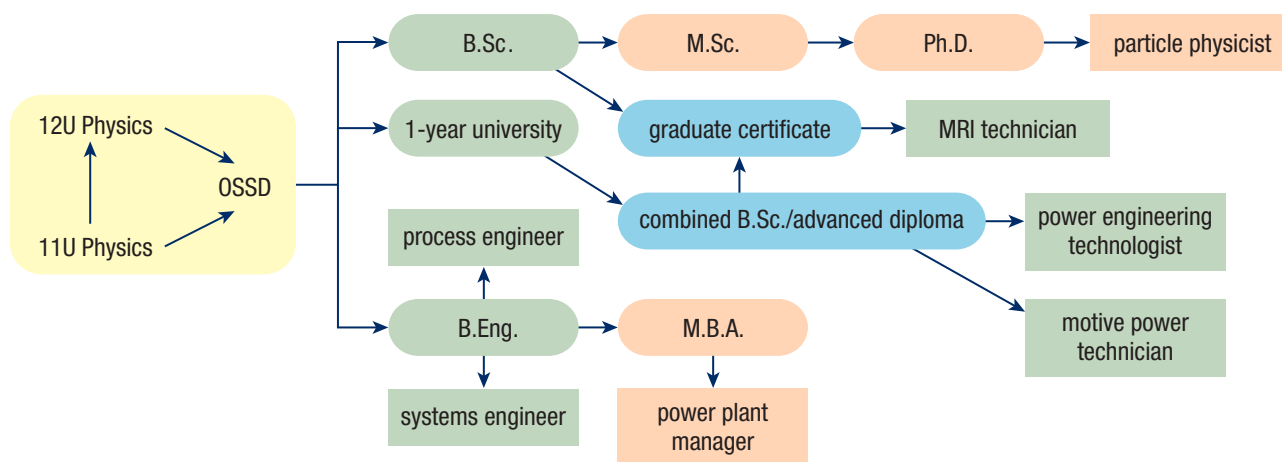 B.Sc.
M.Sc.
Ph.D.
particle physicist
12U Physics
OSSD
11U Physics
1-year university
graduate certificate
MRI technician
combined B.Sc./advanced diploma
power engineering
technologist
process engineer
B.Eng.
M.B.A.
motive power
technician
systems engineer
power plant
manager